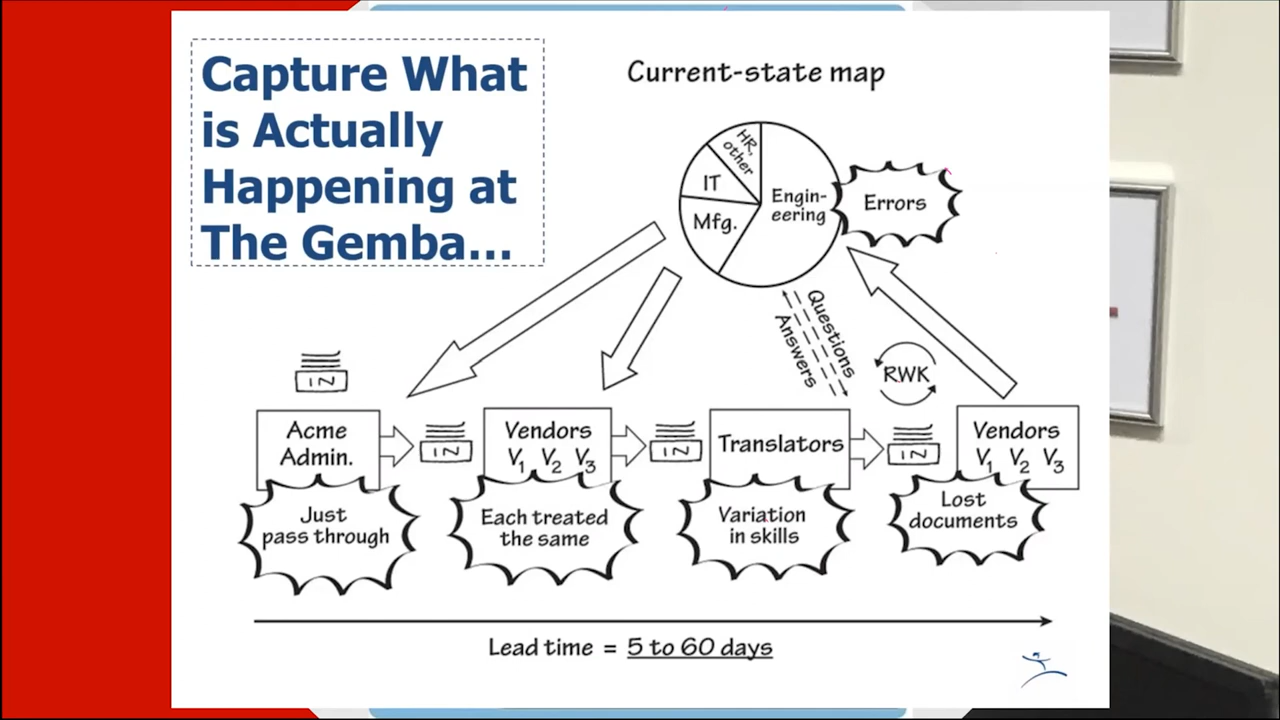 Capture What
is Actually
Happening at
The Gemba...
Current-state map
HR,
other
IT
Mfg.
Engin-
eering
Errors
Questions
Answers
RWK
IN
Acme
Admin.
IN
Vendors
V1 V2 V3
IN
Translators
IN
Vendors
V1 V2 V3
Just
pass through
Each treated
the same
Variation
in skills
Lost
documents
Lead time = 5 to 60 days